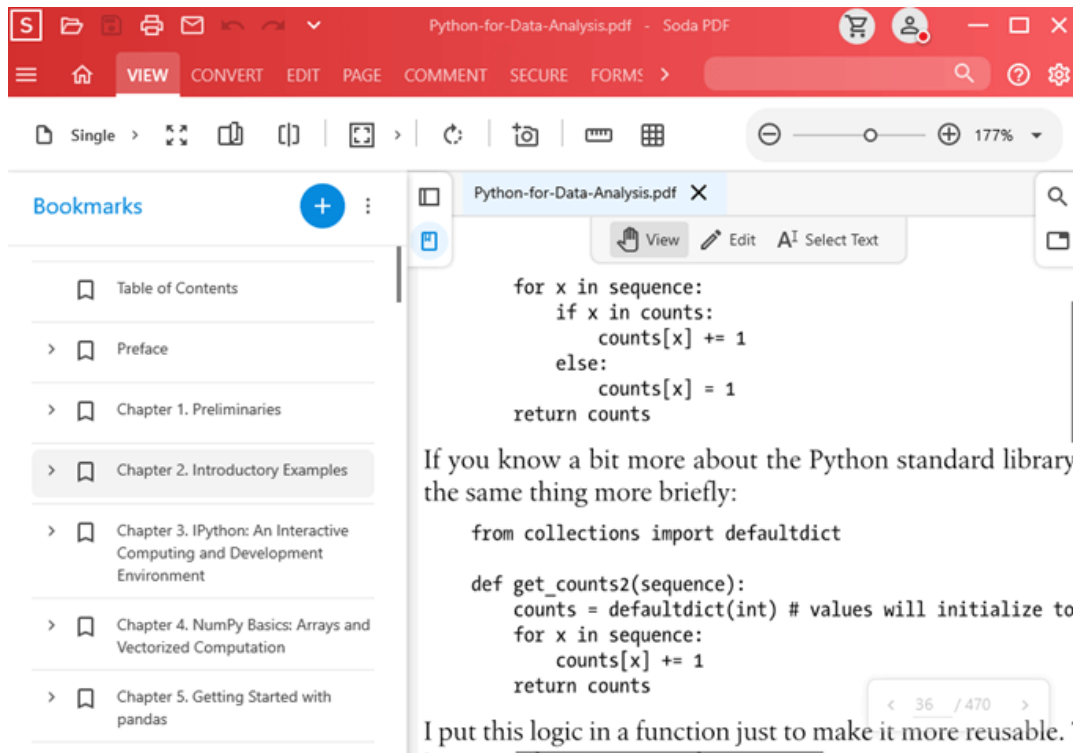 S
Python-for-Data-Analysis.pdf - Soda PDF
VIEW CONVERT EDIT PAGE COMMENT SECURE FORMS
Single
177%
Bookmarks
Python-for-Data-Analysis.pdf
View Edit Select Text
Table of Contents
Preface
Chapter 1. Preliminaries
Chapter 2. Introductory Examples
Chapter 3. IPython: An Interactive
Computing and Development
Environment
Chapter 4. NumPy Basics: Arrays and
Vectorized Computation
Chapter 5. Getting Started with
pandas
for x in sequence:
if x in counts:
counts[x] += 1
else:
counts[x] = 1
return counts
If you know a bit more about the Python standard library
the same thing more briefly:
from collections import defaultdict
def get_counts2(sequence):
counts = defaultdict(int) # values will initialize to
for x in sequence:
counts[x] += 1
return counts
I put this logic in a function just to make it more reusable.
36 / 470